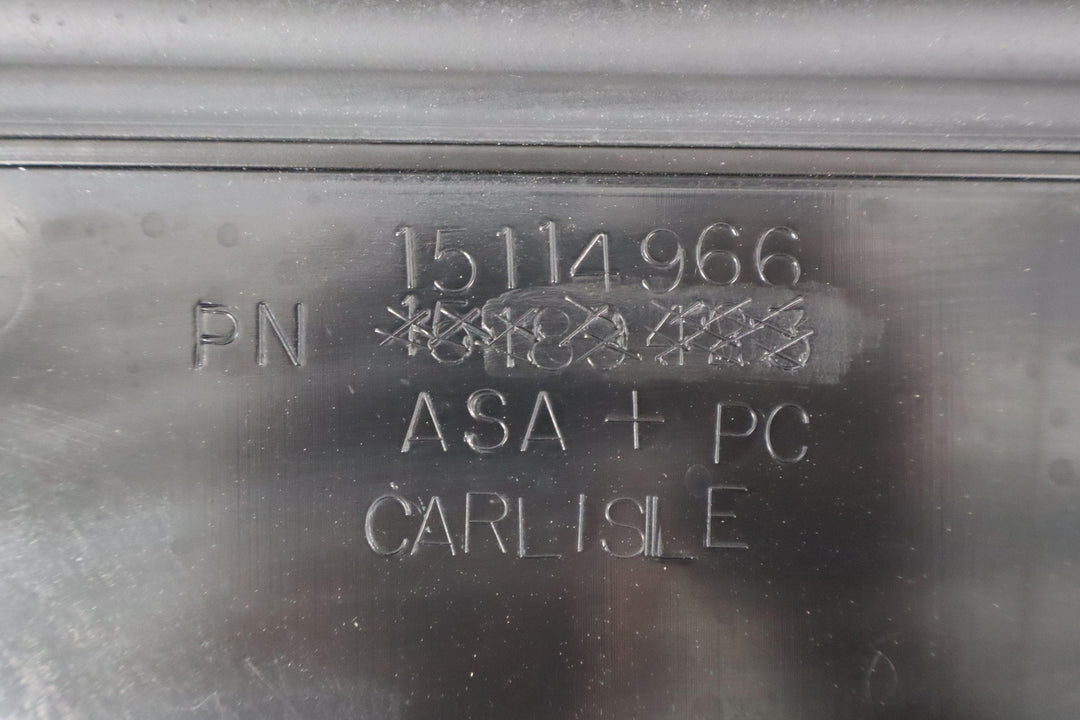 15114966
PN
ASA + PC
CARLISLE